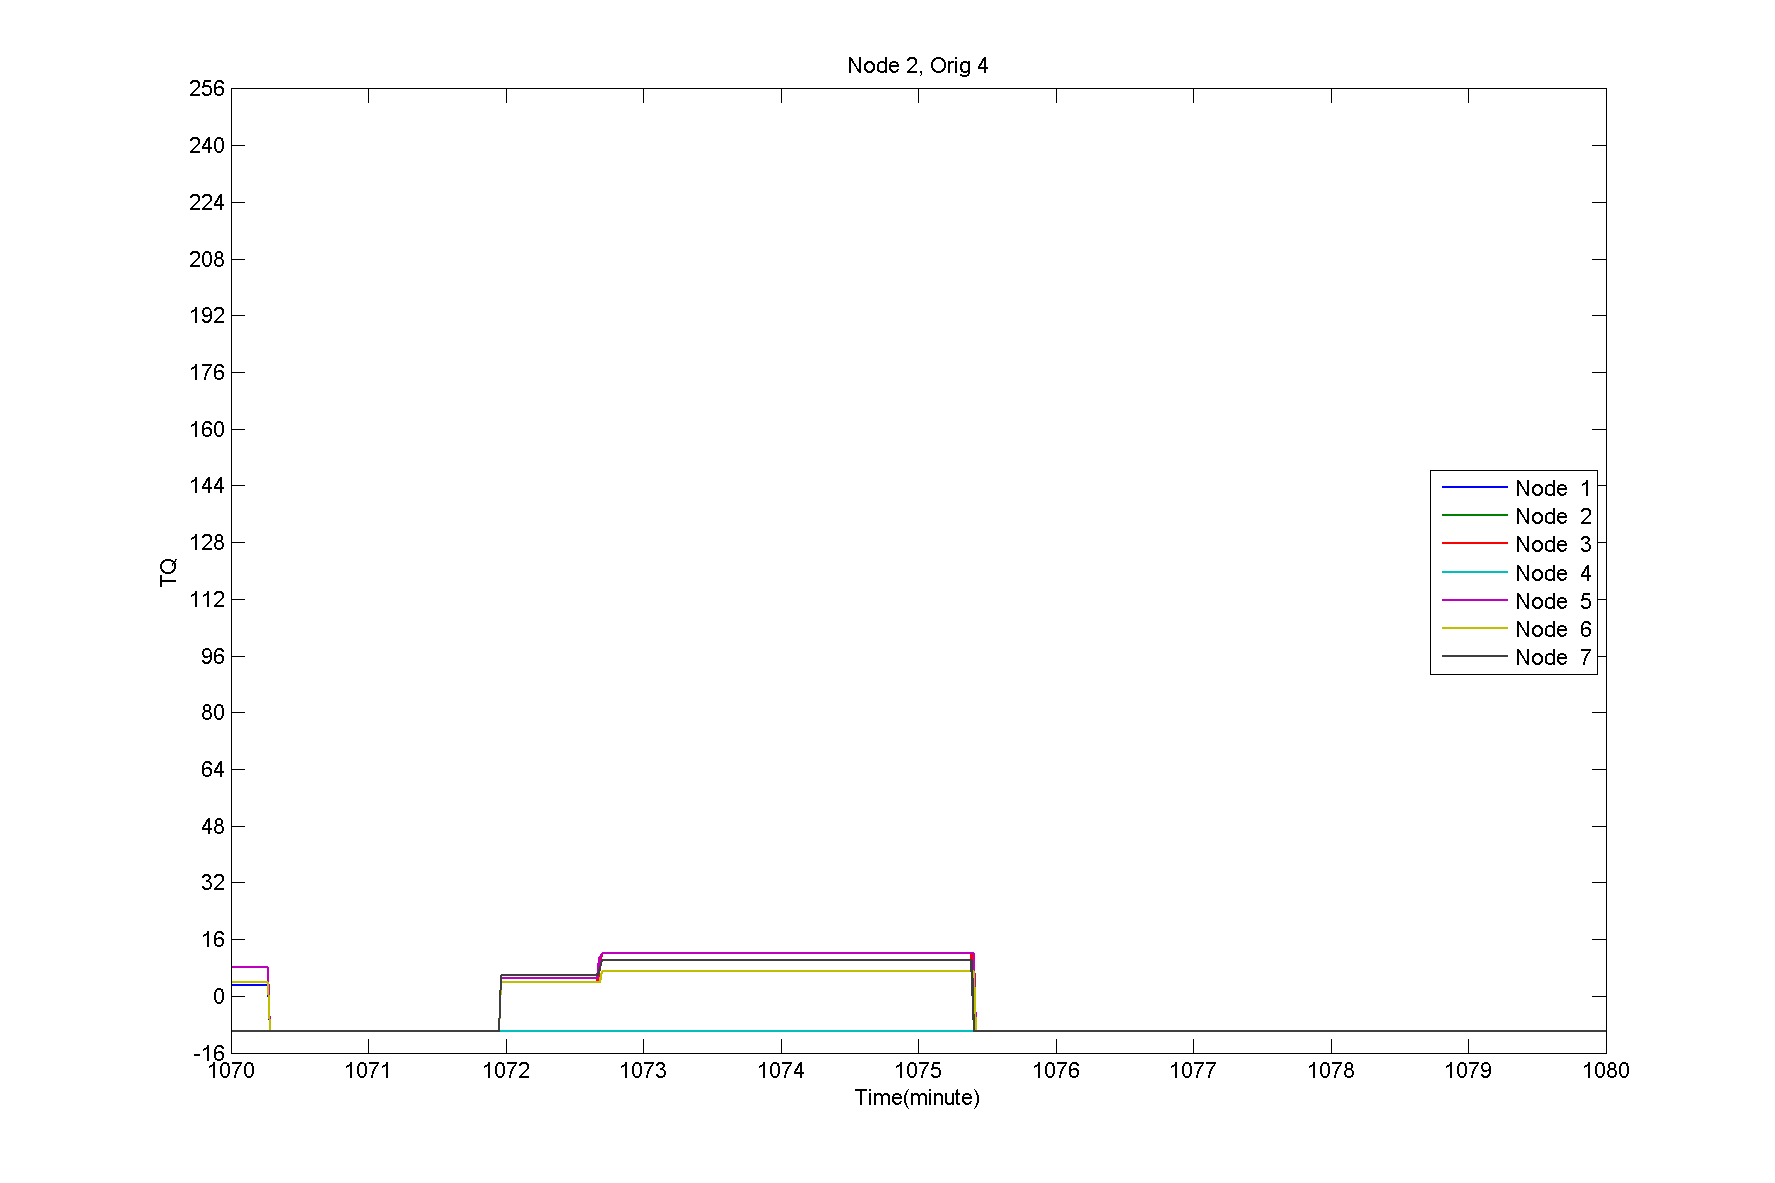 Node 2, Orig 4
256
240
224
208
192
176
160
144
128
112
96
80
64
48
32
16
0
-16
TQ
Node 1
Node 2
Node 3
Node 4
Node 5
Node 6
Node 7
1070 1071 1072 1073 1074 1075 1076 1077 1078 1079 1080
Time(minute)